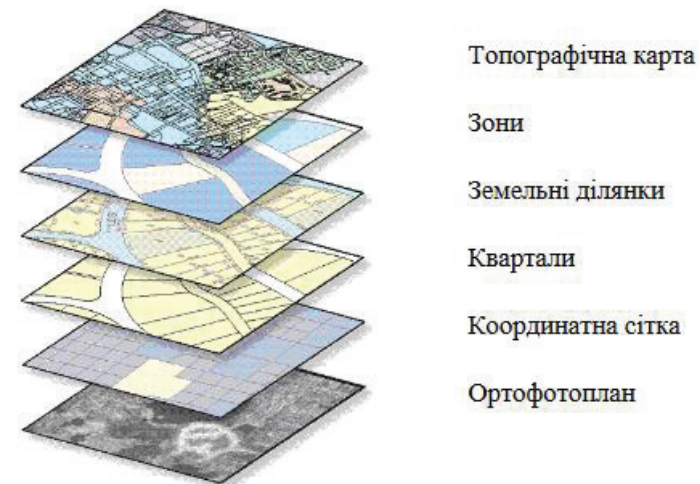 Топографічна карта
Зони
Земельні ділянки
Квартали
Координатна сітка
Ортофотоплан